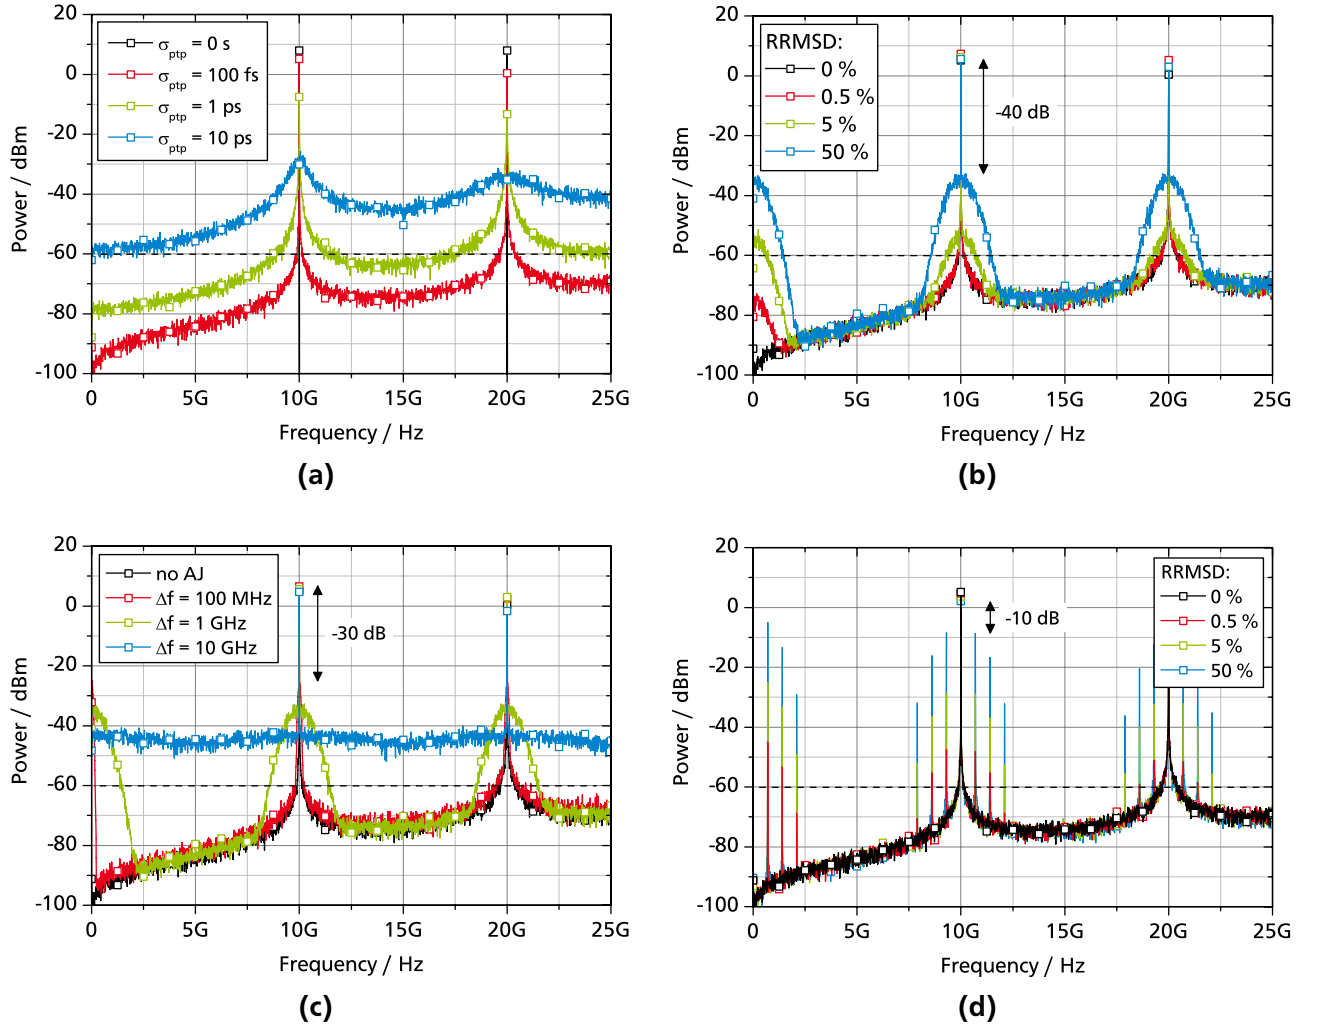 20
0
-20
-40
-60
-80
-100
Power / dBm
σptp = 0 s
σptp = 100 fs
σptp = 1 ps
σptp = 10 ps
0
5G
10G
15G
20G
25G
Frequency / Hz
(a)
20
0
-20
-40
-60
-80
-100
Power / dBm
RRMSD:
0 %
0.5 %
5 %
50 %
-40 dB
0
5G
10G
15G
20G
25G
Frequency / Hz
(b)
20
0
-20
-40
-60
-80
-100
Power / dBm
no AJ
Δf = 100 MHz
Δf = 1 GHz
Δf = 10 GHz
-30 dB
0
5G
10G
15G
20G
25G
Frequency / Hz
(c)
20
0
-20
-40
-60
-80
-100
Power / dBm
RRMSD:
0 %
0.5 %
5 %
50 %
-10 dB
0
5G
10G
15G
20G
25G
Frequency / Hz
(d)